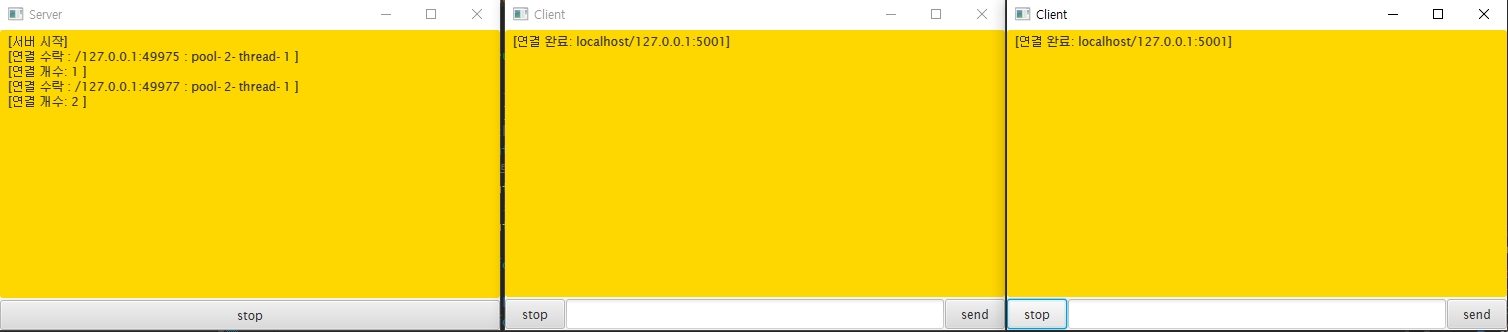 Server
[서버 시작]
[연결 수락 : /127.0.0.1:49975 : pool- 2- thread- 1 ]
[연결 개수: 1 ]
[연결 수락 : /127.0.0.1:49977 : pool- 2- thread- 1 ]
[연결 개수: 2 ]
stop
Client
[연결 완료: localhost/127.0.0.1:5001]
stop
send
Client
[연결 완료: localhost/127.0.0.1:5001]
stop
send